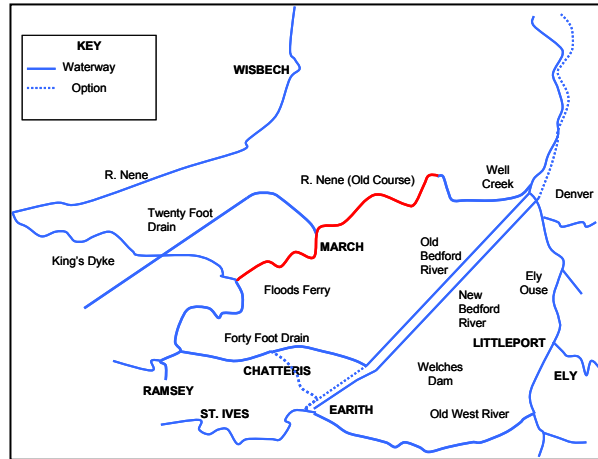 KEY
Waterway
Option
WISBECH
R. Nene
R. Nene (Old Course)
Well
Creek
Denver
Twenty Foot
Drain
King's Dyke
MARCH
Old
Bedford
River
Floods Ferry
Ely
Ouse
New
Bedford
River
Forty Foot Drain
LITTLEPORT
CHATTERIS
Welches
Dam
ELY
RAMSEY
ST. IVES
EARITH
Old West River